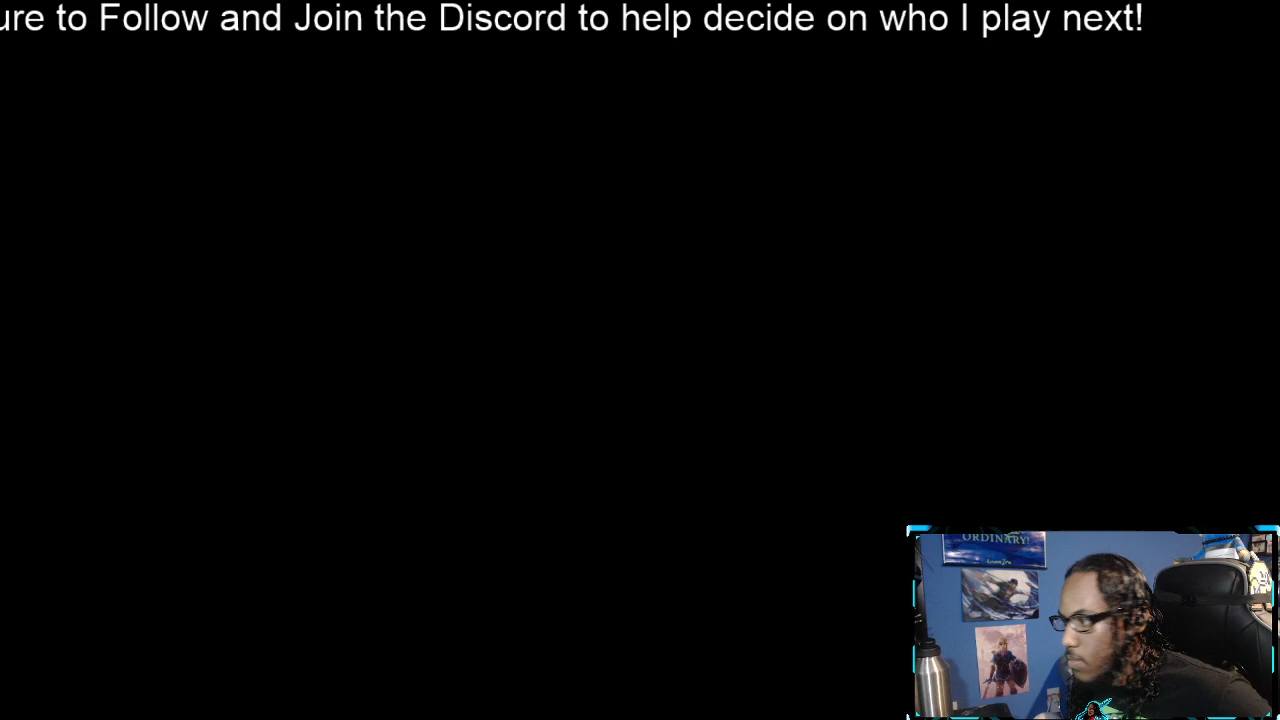 ure to Follow and Join the Discord to help decide on who I play next!
ORDINARY!